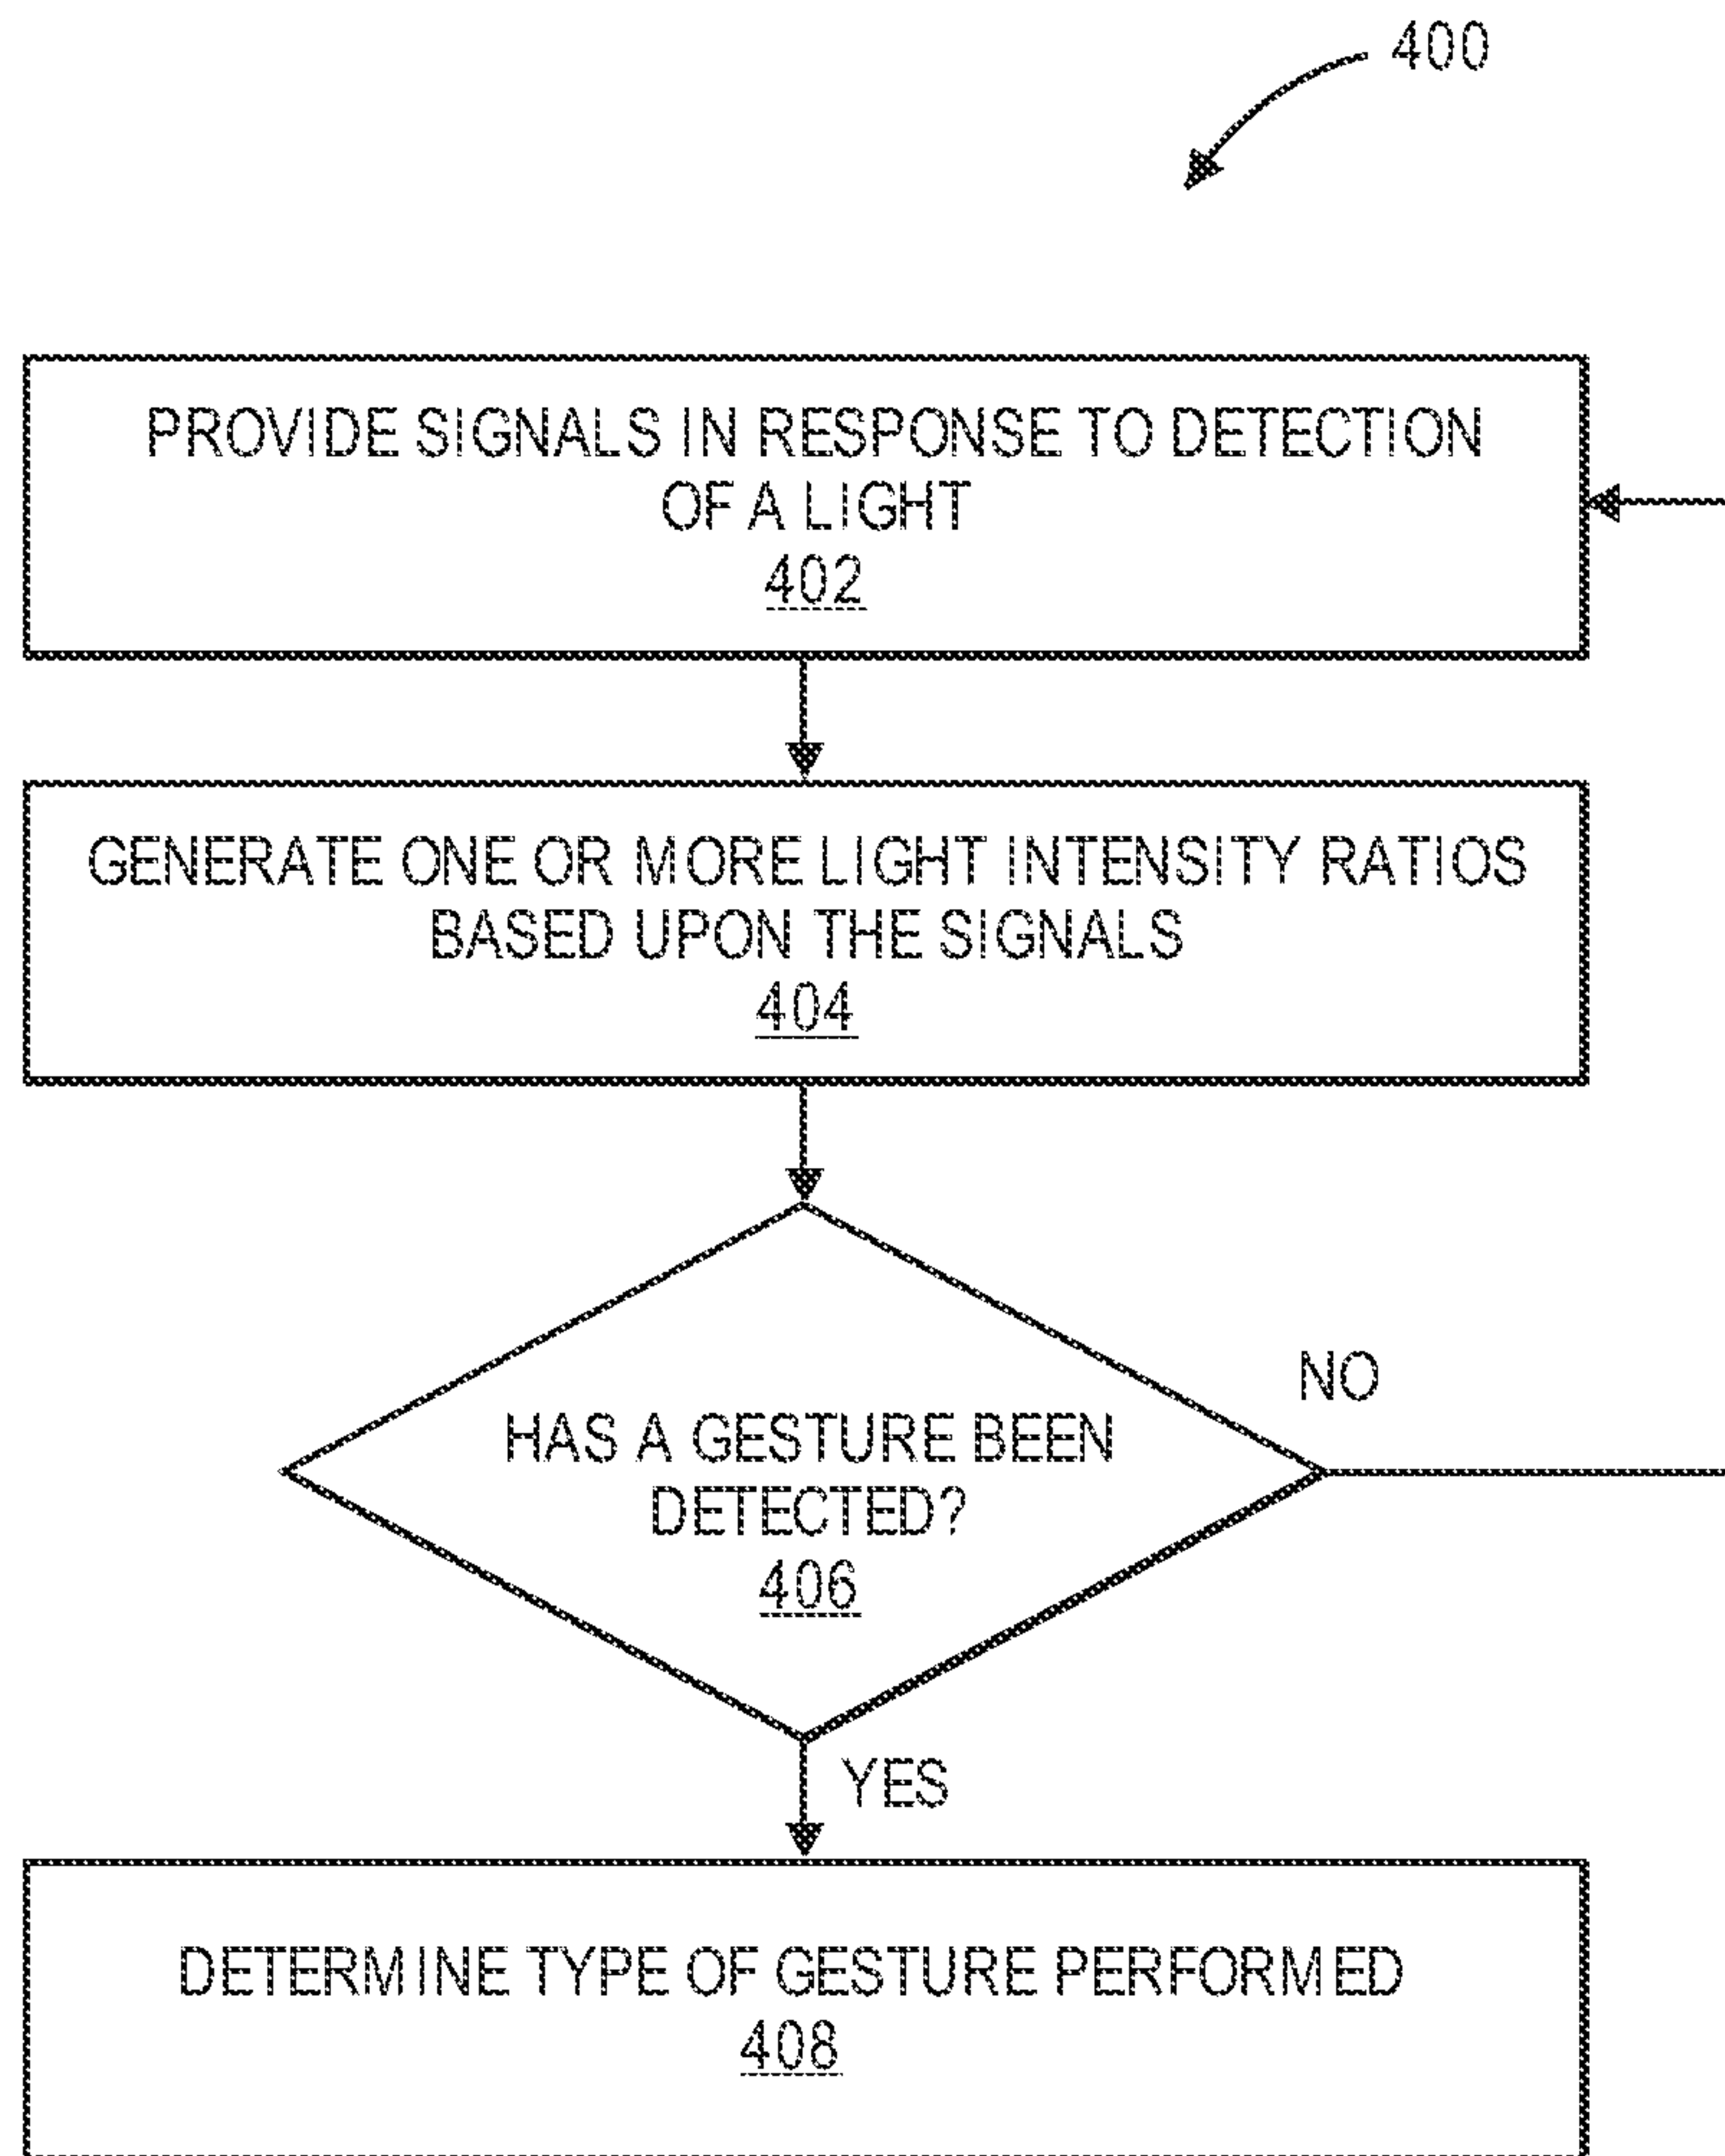 400
PROVIDE SIGNALS IN RESPONSE TO DETECTION
OF A LIGHT
402
GENERATE ONE OR MORE LIGHT INTENSITY RATIOS
BASED UPON THE SIGNALS
404
HAS A GESTURE BEEN
DETECTED?
406
NO
YES
DETERMINE TYPE OF GESTURE PERFORMED
408